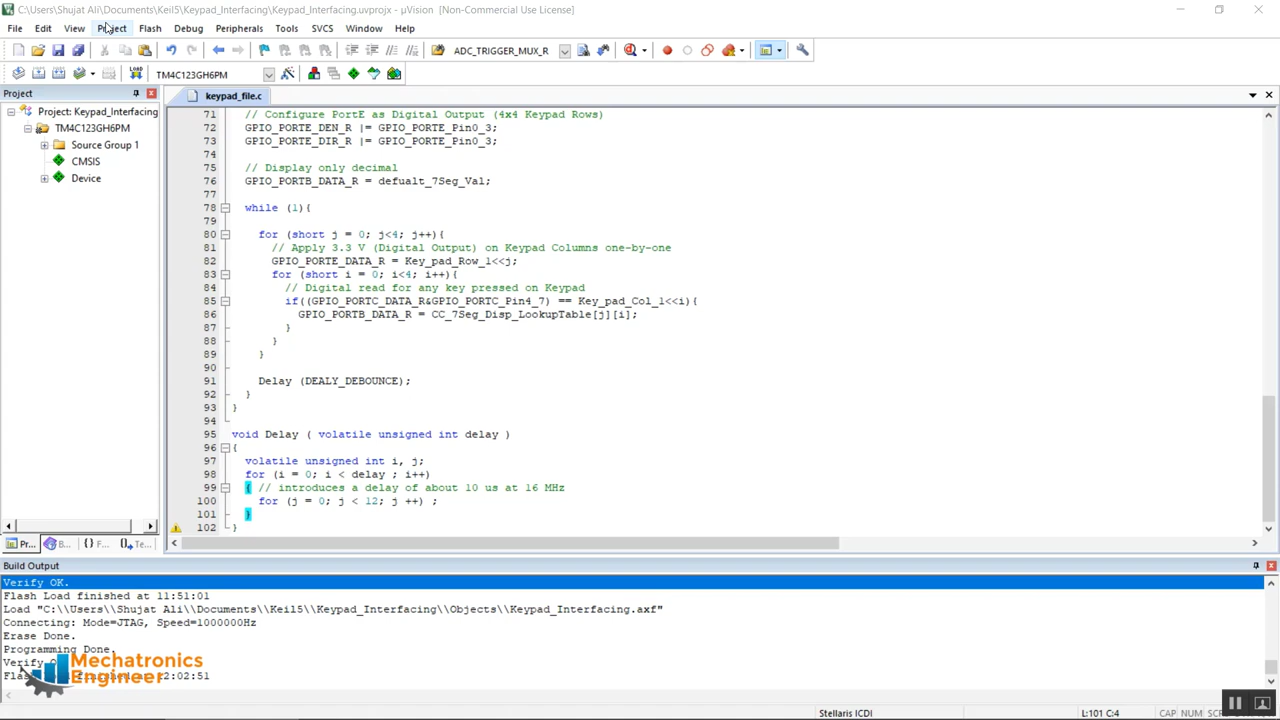 C:\Users\Shujat Ali\Documents\Keil5\Keypad_Interfacing\Keypad_Interfacing.uvprojx - µVision [Non-Commercial Use License]
File Edit View Project Flash Debug Peripherals Tools SVCS Window Help
ADC_TRIGGER_MUX_R
LOAD TM4C123GH6PM
Project
keypad_file.c
Project: Keypad_Interfacing
TM4C123GH6PM
Source Group 1
CMSIS
Device
71 // Configure PortE as Digital Output (4x4 Keypad Rows)
72 GPIO_PORTE_DEN_R |= GPIO_PORTE_Pin0_3;
73 GPIO_PORTE_DIR_R |= GPIO_PORTE_Pin0_3;
74
75 // Display only decimal
76 GPIO_PORTB_DATA_R = defualt_7Seg_Val;
77
78 while (1){
79
80 for (short j = 0; j<4; j++){
81 // Apply 3.3 V (Digital Output) on Keypad Columns one-by-one
82 GPIO_PORTE_DATA_R = Key_pad_Row_1<<j;
83 for (short i = 0; i<4; i++){
84 // Digital read for any key pressed on Keypad
85 if((GPIO_PORTC_DATA_R&GPIO_PORTC_Pin4_7) == Key_pad_Col_1<<i){
86 GPIO_PORTB_DATA_R = CC_7Seg_Disp_LookupTable[j][i];
87 }
88 }
89 }
90
91 Delay (DEALY_DEBOUNCE);
92 }
93 }
94
95 void Delay ( volatile unsigned int delay )
96 {
97 volatile unsigned int i, j;
98 for (i = 0; i < delay ; i++)
99 { // introduces a delay of about 10 us at 16 MHz
100 for (j = 0; j < 12; j ++) ;
101 }
102 }
Pr... B... {} F... 0, Te...
Build Output
Verify OK.
Flash Load finished at 11:51:01
Load "C:\\Users\\Shujat Ali\\Documents\\Keil5\\Keypad_Interfacing\\Objects\\Keypad_Interfacing.axf"
Connecting: Mode=JTAG, Speed=1000000Hz
Erase Done.
Programming Done.
Verify
Mechatronics
Engineer
:02:51
Stellaris ICDI L:101 C:4 CAP NUM